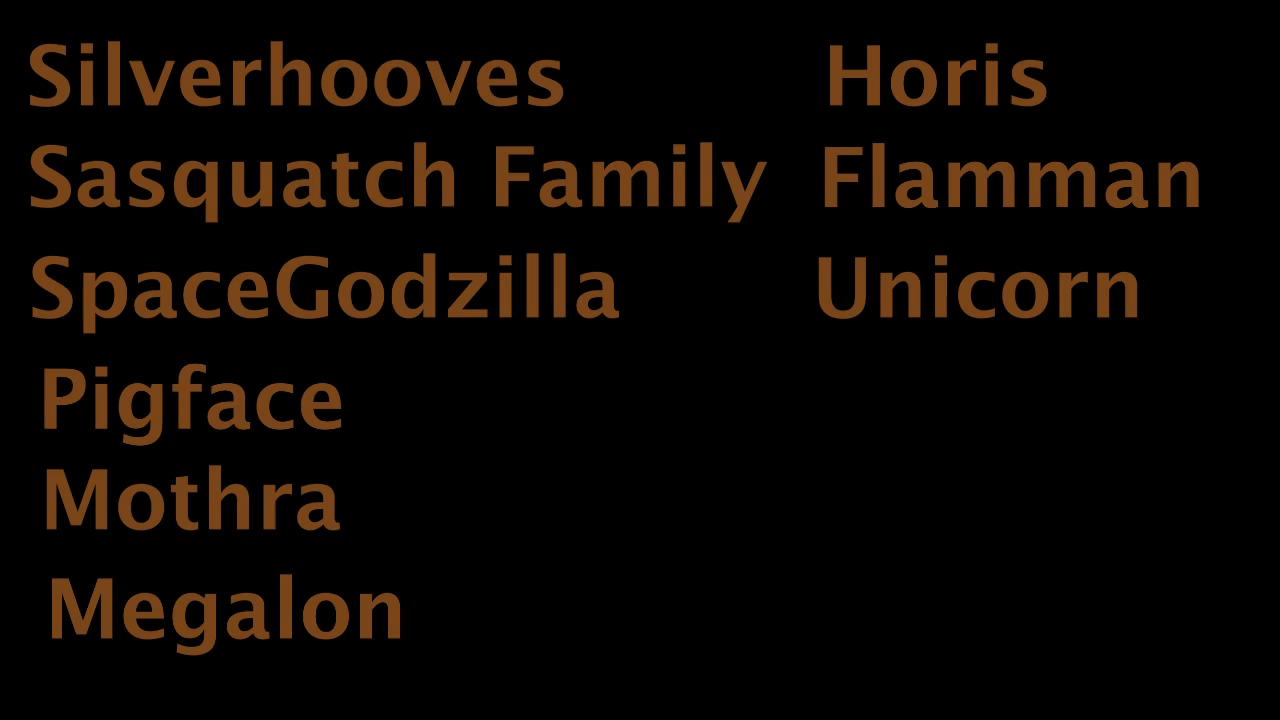 Silverhooves
Sasquatch Family
SpaceGodzilla
Pigface
Mothra
Megalon
Horis
Flamman
Unicorn